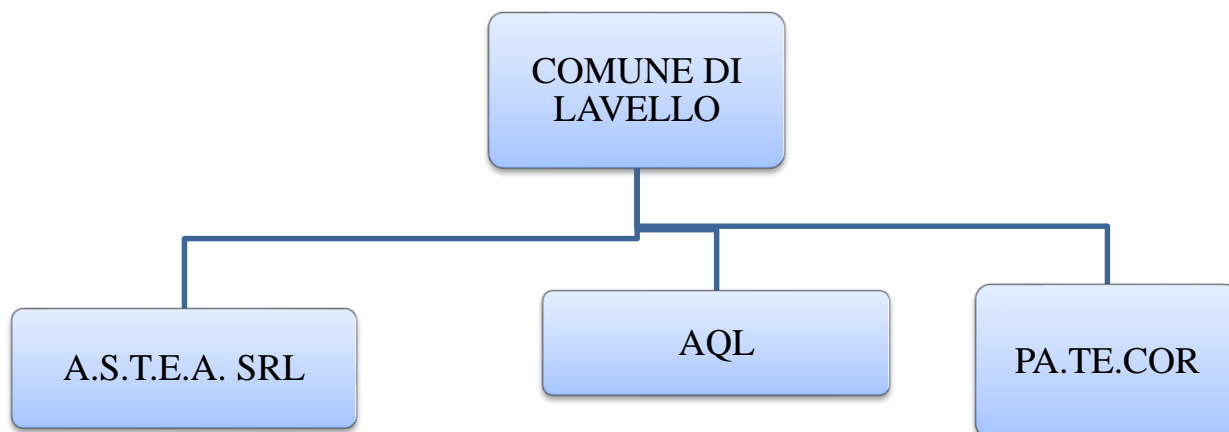 COMUNE DI
LAVELLO
A.S.T.E.A. SRL
AQL
PA.TE.COR